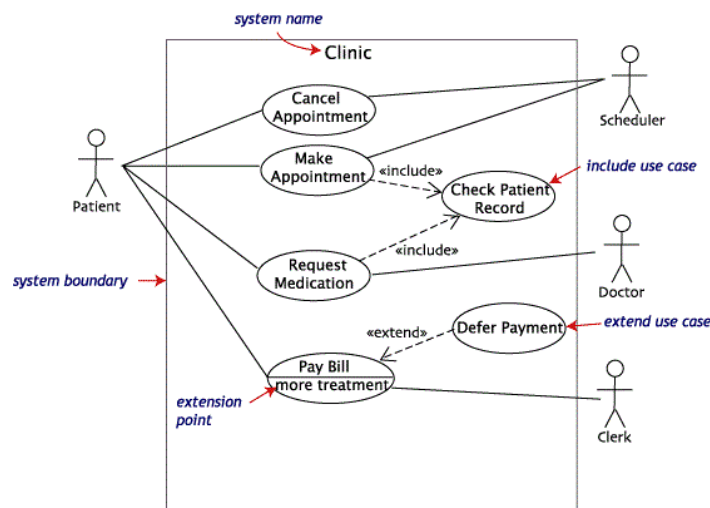 system name
Clinic
Cancel
Appointment
Scheduler
Make
Appointment
«include»
include use case
Check Patient
Record
Patient
«include»
system boundary
Request
Medication
Doctor
«extend»
Defer Payment
extend use case
Pay Bill
more treatment
extension
point
Clerk